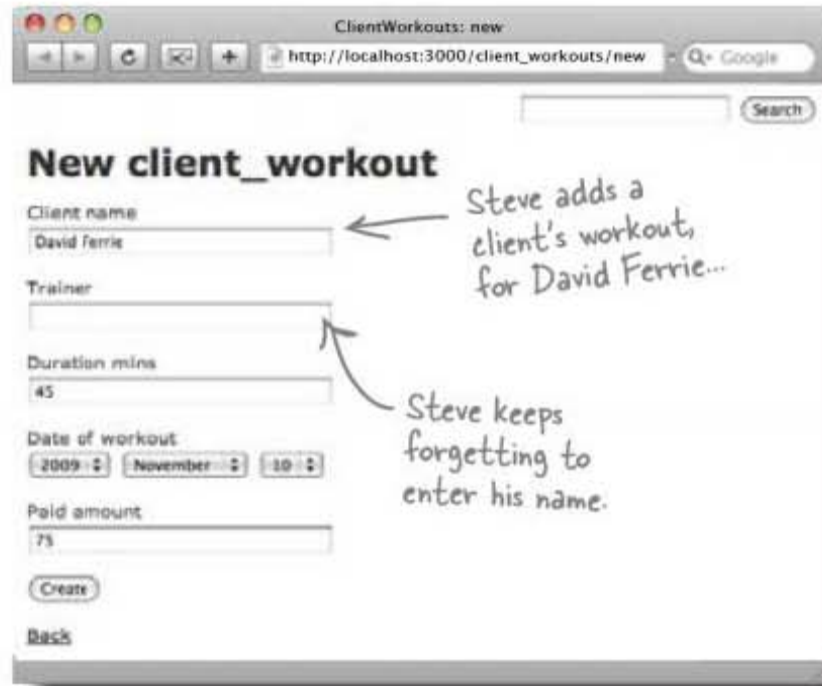 ClientWorkouts: new
http://localhost:3000/client_workouts/new
Google
Search
New client_workout
Client name
David Ferrie
Steve adds a
client's workout,
for David Ferrie...
Trainer
Duration mins
45
Steve keeps
forgetting to
enter his name.
Date of workout
2009 November 10
Paid amount
75
Create
Back